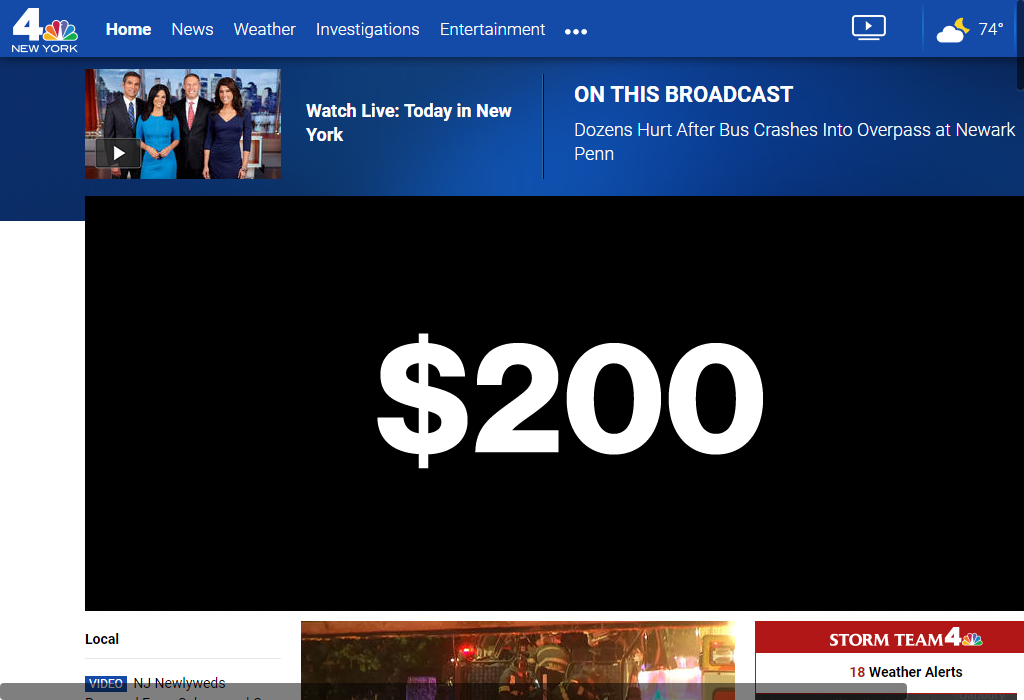 4
NEW YORK
Home News Weather Investigations Entertainment
74°
Watch Live: Today in New
York
ON THIS BROADCAST
Dozens Hurt After Bus Crashes Into Overpass at Newark
Penn
$200
Local
VIDEO NJ Newlyweds
STORM TEAM 4
18 Weather Alerts